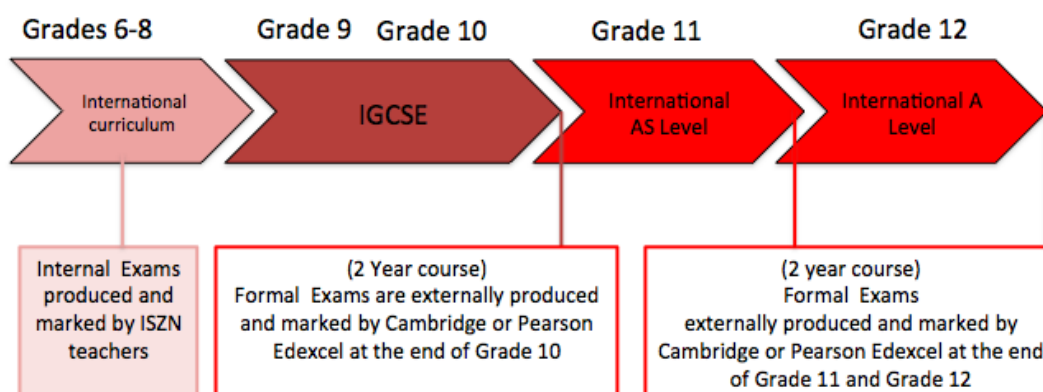 Grades 6-8
Grade 9
Grade 10
Grade 11
Grade 12
International
curriculum
IGCSE
International
AS Level
International A
Level
Internal Exams
produced and
marked by ISZN
teachers
(2 Year course)
Formal Exams are externally produced
and marked by Cambridge or Pearson
Edexcel at the end of Grade 10
(2 year course)
Formal Exams
externally produced and marked by
Cambridge or Pearson Edexcel at the end
of Grade 11 and Grade 12